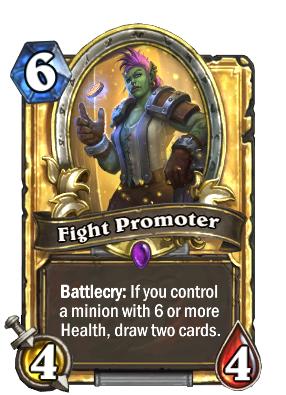 6
Fight Promoter
Battlecry: If you control
a minion with 6 or more
Health, draw two cards.
4 4